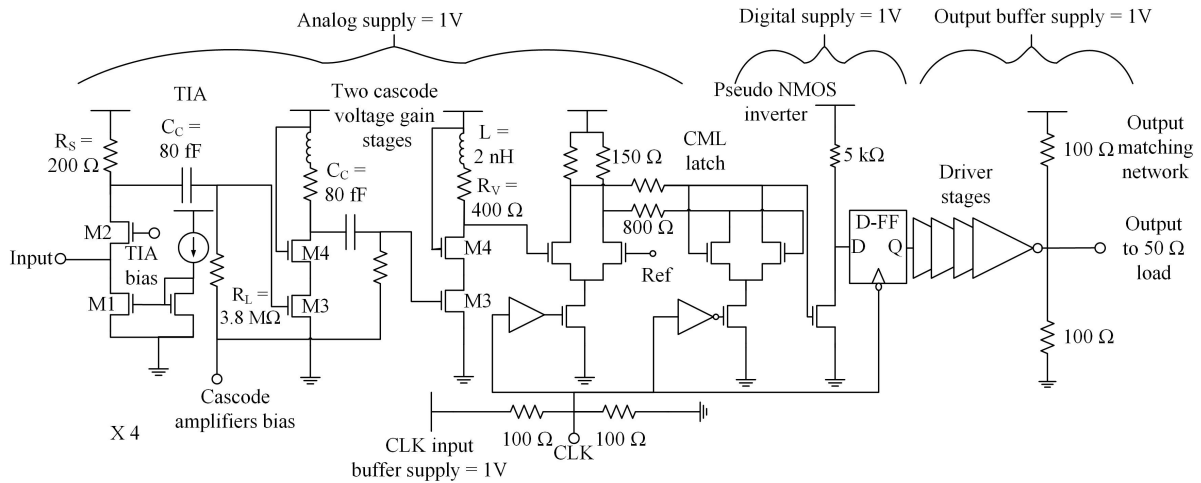 Analog supply = 1V
Digital supply = 1V
Output buffer supply = 1V
TIA
Two cascode
voltage gain
stages
Pseudo NMOS
inverter
R_S =
200 Ω
C_C =
80 fF
C_C =
80 fF
L =
2 nH
R_V =
400 Ω
150 Ω
CML
latch
800 Ω
5 kΩ
Driver
stages
100 Ω
Output
matching
network
M2
TIA
bias
Input
M1
M4
M3
R_L =
3.8 MΩ
M4
M3
Ref
D-FF
D
Q
Output
to 50 Ω
load
100 Ω
Cascode
amplifiers bias
X 4
100 Ω
100 Ω
CLK
CLK input
buffer supply = 1V